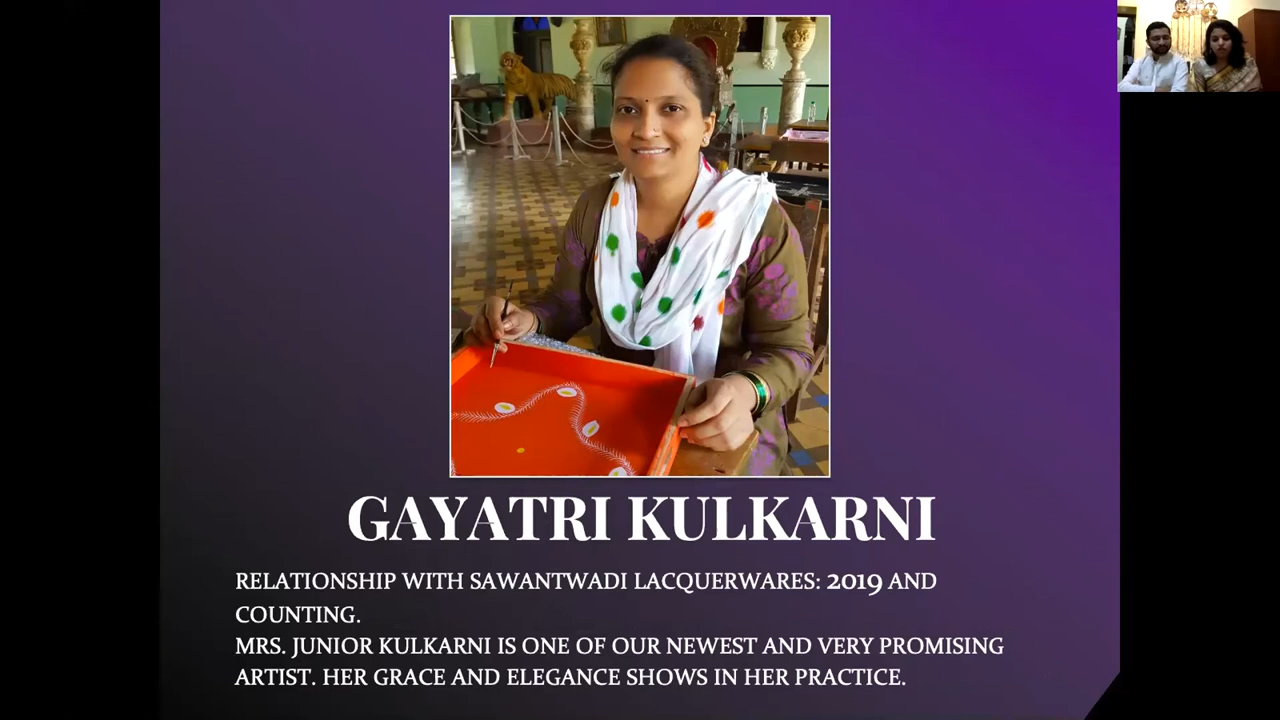 GAYATRI KULKARNI
RELATIONSHIP WITH SAWANTWADI LACQUERWARES: 2019 AND
COUNTING.
MRS. JUNIOR KULKARNI IS ONE OF OUR NEWEST AND VERY PROMISING
ARTIST. HER GRACE AND ELEGANCE SHOWS IN HER PRACTICE.